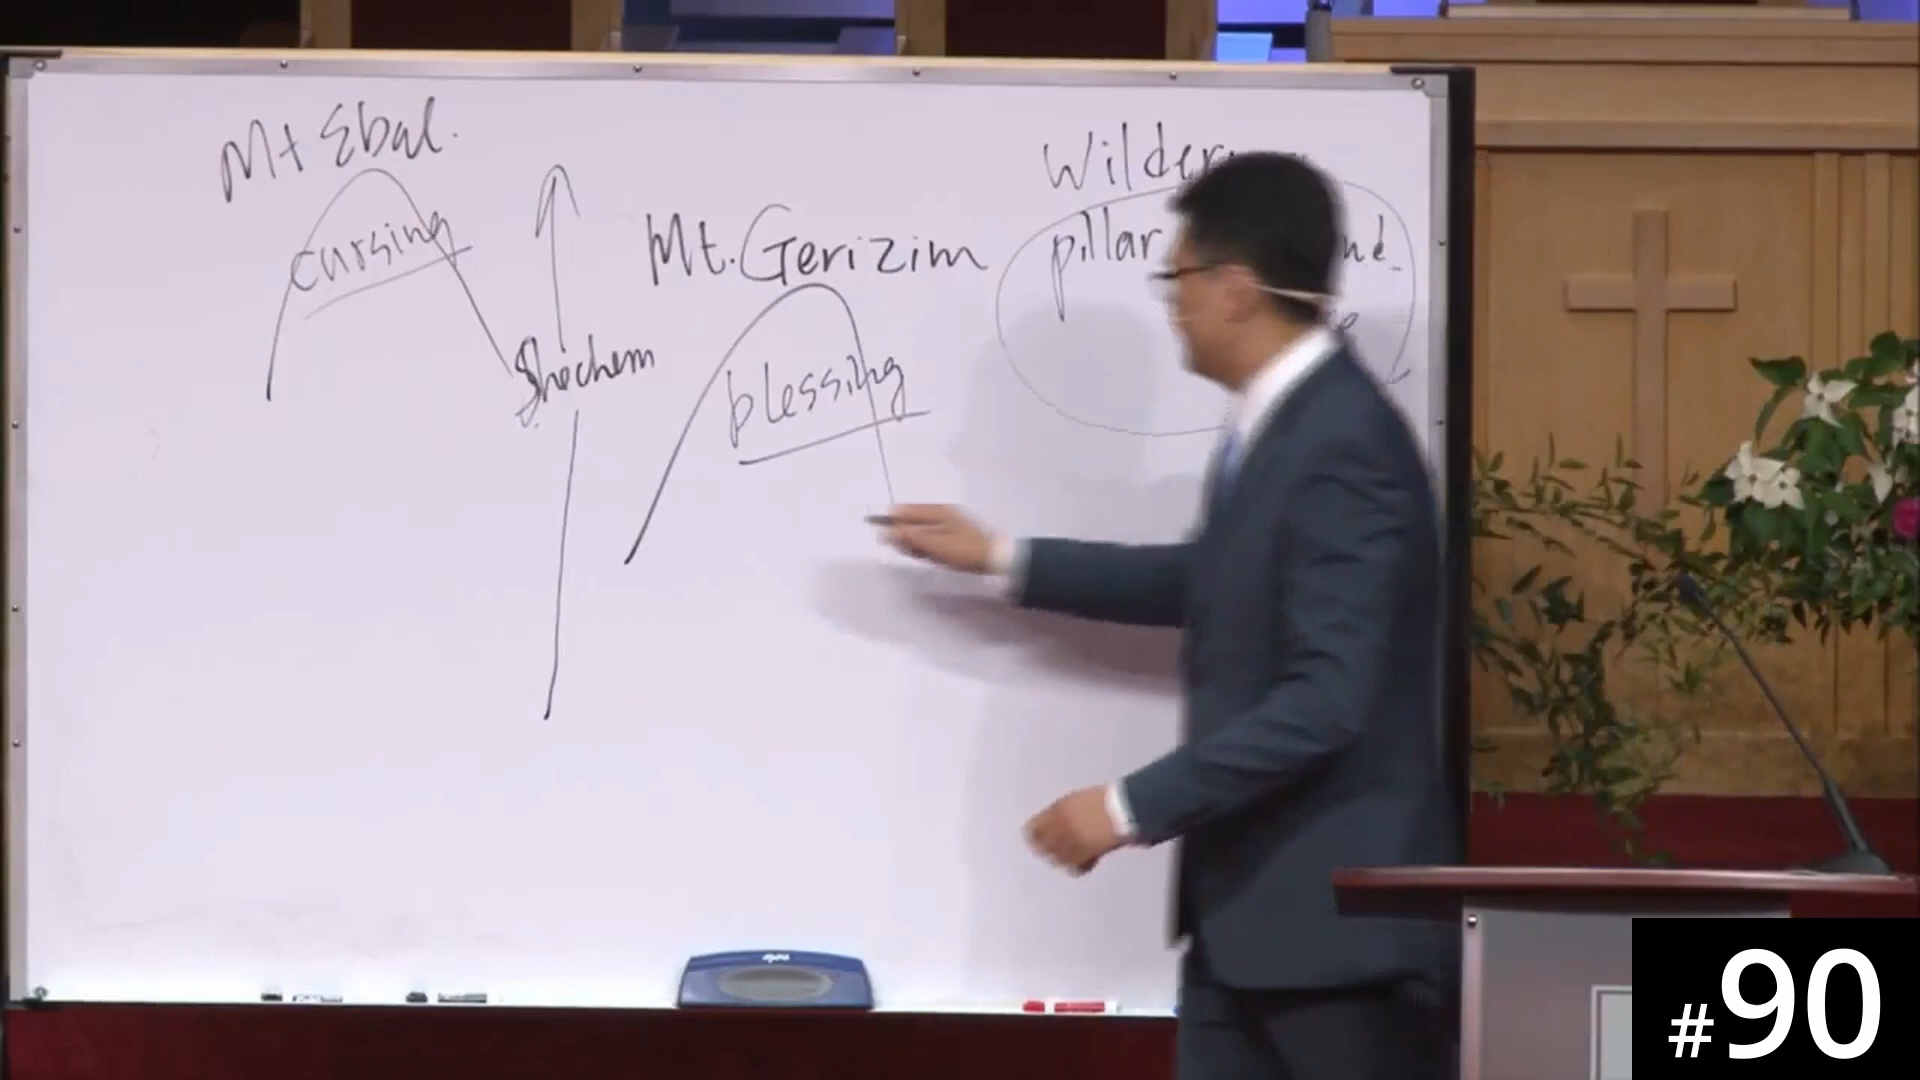 Mt Ebal.
cursing
Shechem
Mt. Gerizim
blessing
pillar
#90